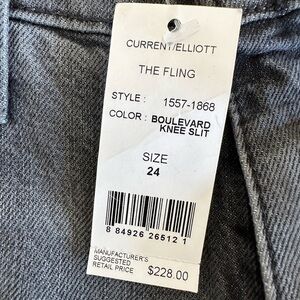 CURRENT/ELLIOTT
THE FLING
STYLE : 1557-1868
COLOR : BOULEVARD
KNEE SLIT
SIZE
24
8 84926 26512 1
MANUFACTURER'S
SUGGESTED
RETAIL PRICE $228.00